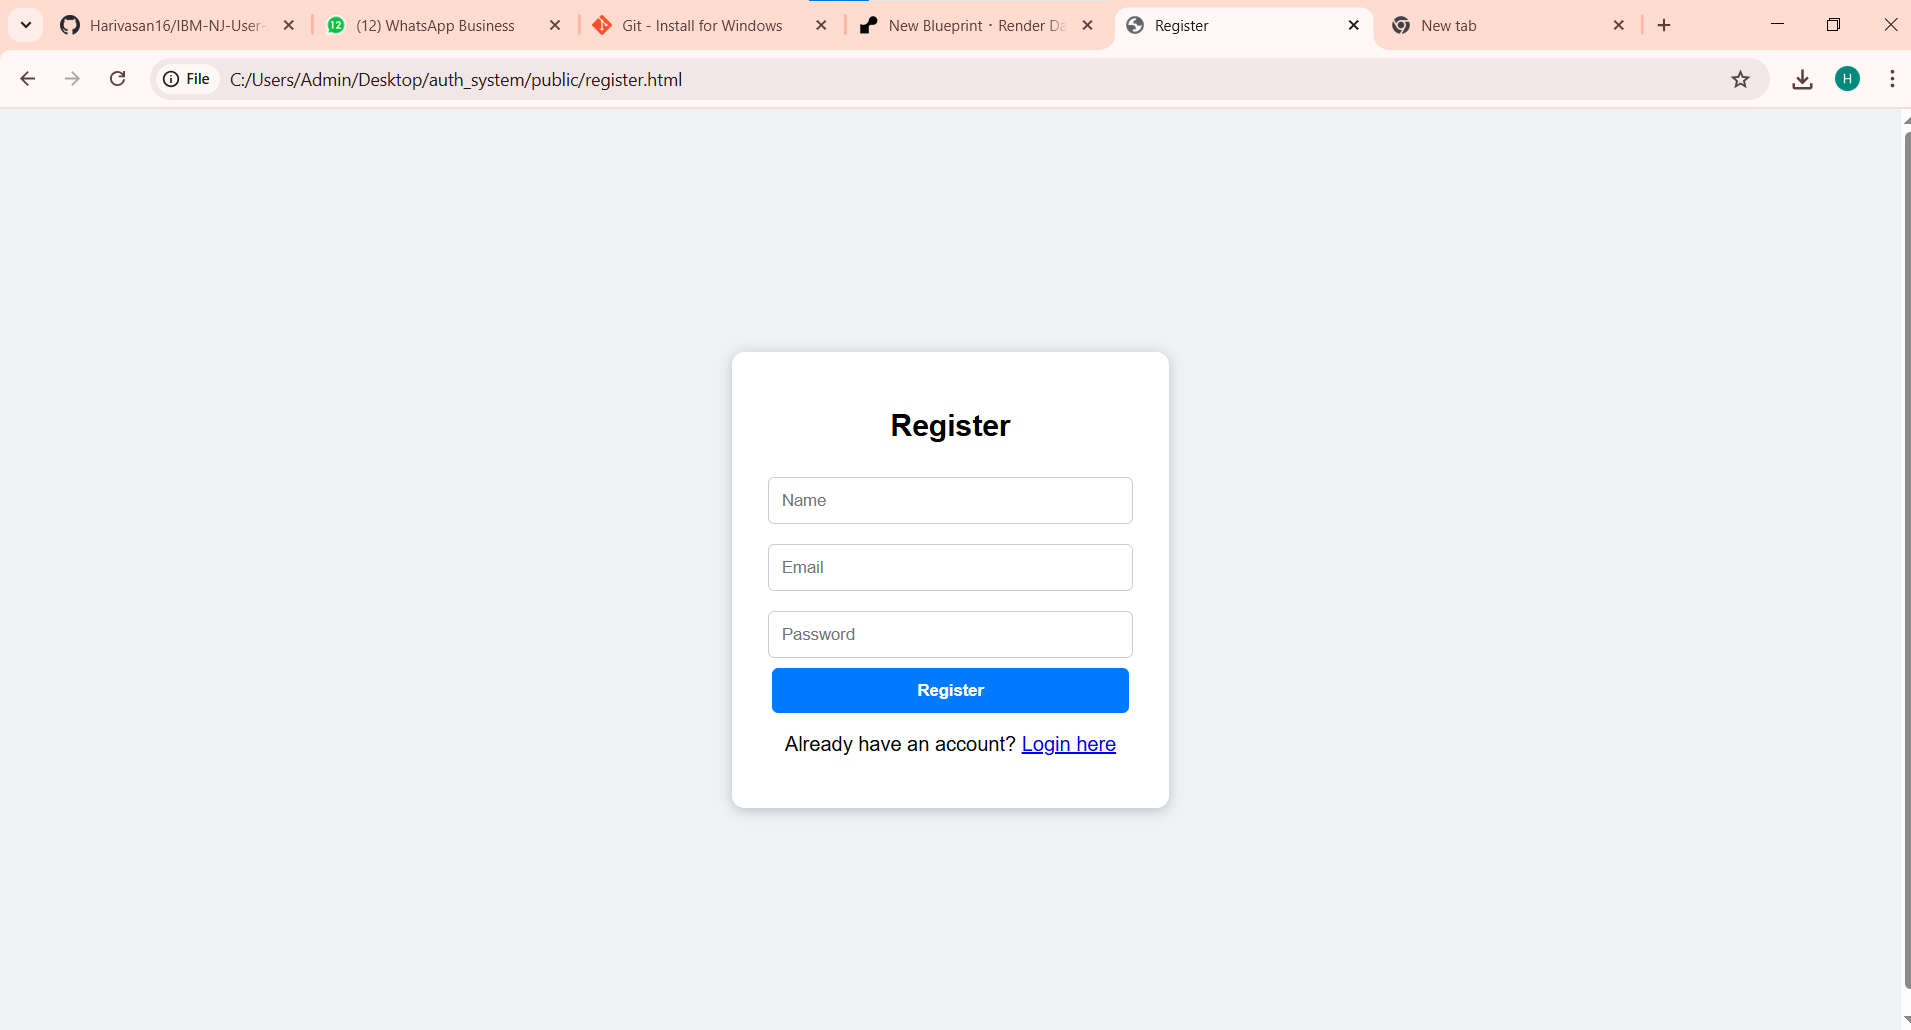 Harivasan16/IBM-NJ-User-
(12) WhatsApp Business
Git - Install for Windows
New Blueprint · Render Da
Register
New tab
File
C:/Users/Admin/Desktop/auth_system/public/register.html
H
Register
Name
Email
Password
Register
Already have an account? Login here